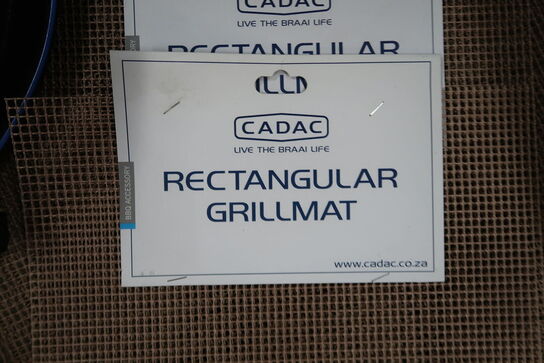 CADAC
LIVE THE BRAAI LIFE
RECTANGULAR
CADAC
LIVE THE BRAAI LIFE
RECTANGULAR
GRILLMAT
BBQ ACCESSORY
www.cadac.co.za